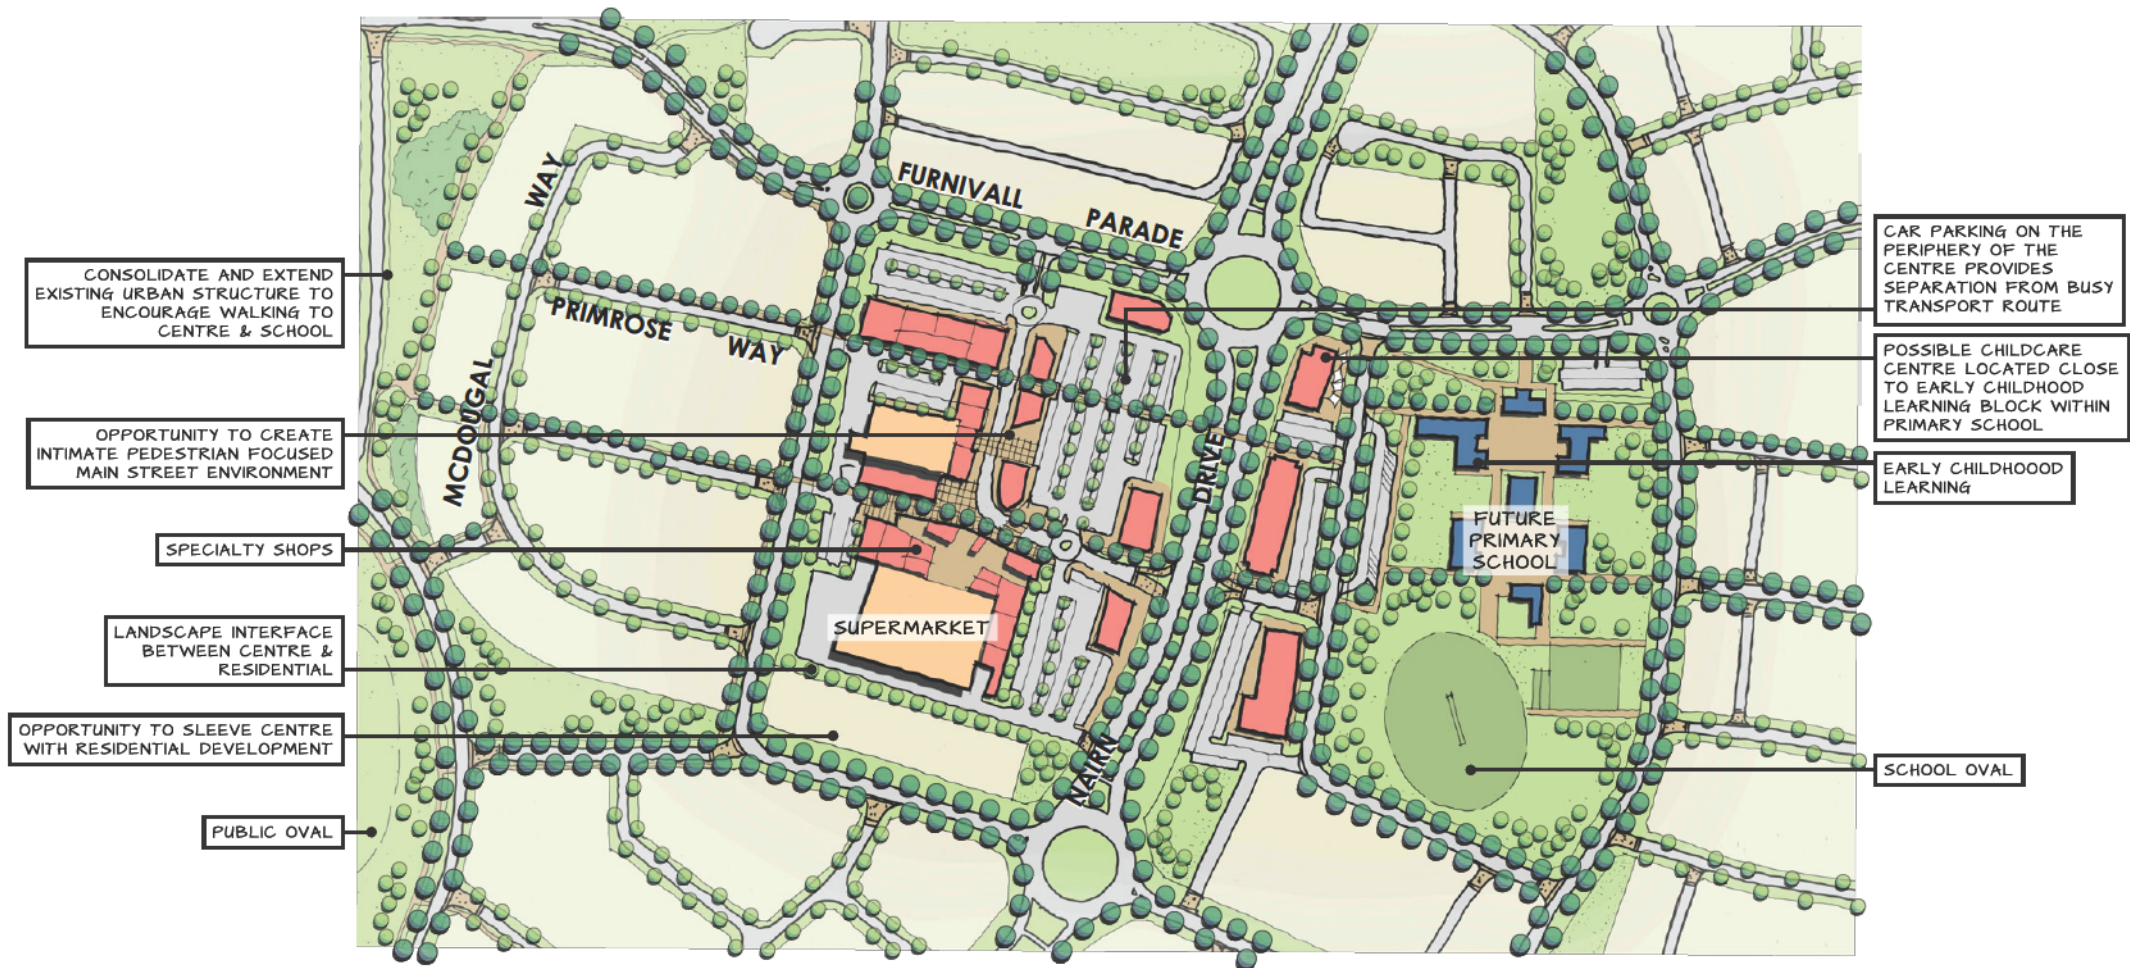 CONSOLIDATE AND EXTEND
EXISTING URBAN STRUCTURE TO
ENCOURAGE WALKING TO
CENTRE & SCHOOL
OPPORTUNITY TO CREATE
INTIMATE PEDESTRIAN FOCUSED
MAIN STREET ENVIRONMENT
SPECIALTY SHOPS
LANDSCAPE INTERFACE
BETWEEN CENTRE &
RESIDENTIAL
OPPORTUNITY TO SLEEVE CENTRE
WITH RESIDENTIAL DEVELOPMENT
PUBLIC OVAL
MCDOUGAL WAY
PRIMROSE WAY
FURNIVALL PARADE
NAIRN DRIVE
SUPERMARKET
FUTURE
PRIMARY
SCHOOL
CAR PARKING ON THE
PERIPHERY OF THE
CENTRE PROVIDES
SEPARATION FROM BUSY
TRANSPORT ROUTE
POSSIBLE CHILDCARE
CENTRE LOCATED CLOSE
TO EARLY CHILDHOOD
LEARNING BLOCK WITHIN
PRIMARY SCHOOL
EARLY CHILDHOOOD
LEARNING
SCHOOL OVAL